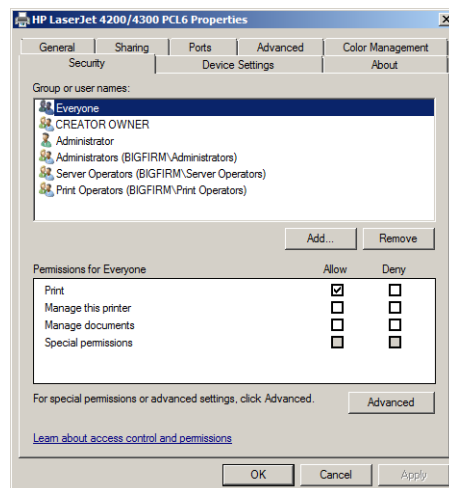 HP LaserJet 4200/4300 PCL6 Properties
General Sharing Ports Advanced Color Management
Security Device Settings About
Group or user names:
Everyone
CREATOR OWNER
Administrator
Administrators (BIGFIRM\Administrators)
Server Operators (BIGFIRM\Server Operators)
Print Operators (BIGFIRM\Print Operators)
Add... Remove
Permissions for Everyone Allow Deny
Print
Manage this printer
Manage documents
Special permissions
For special permissions or advanced settings, click Advanced. Advanced
Learn about access control and permissions
OK Cancel Apply